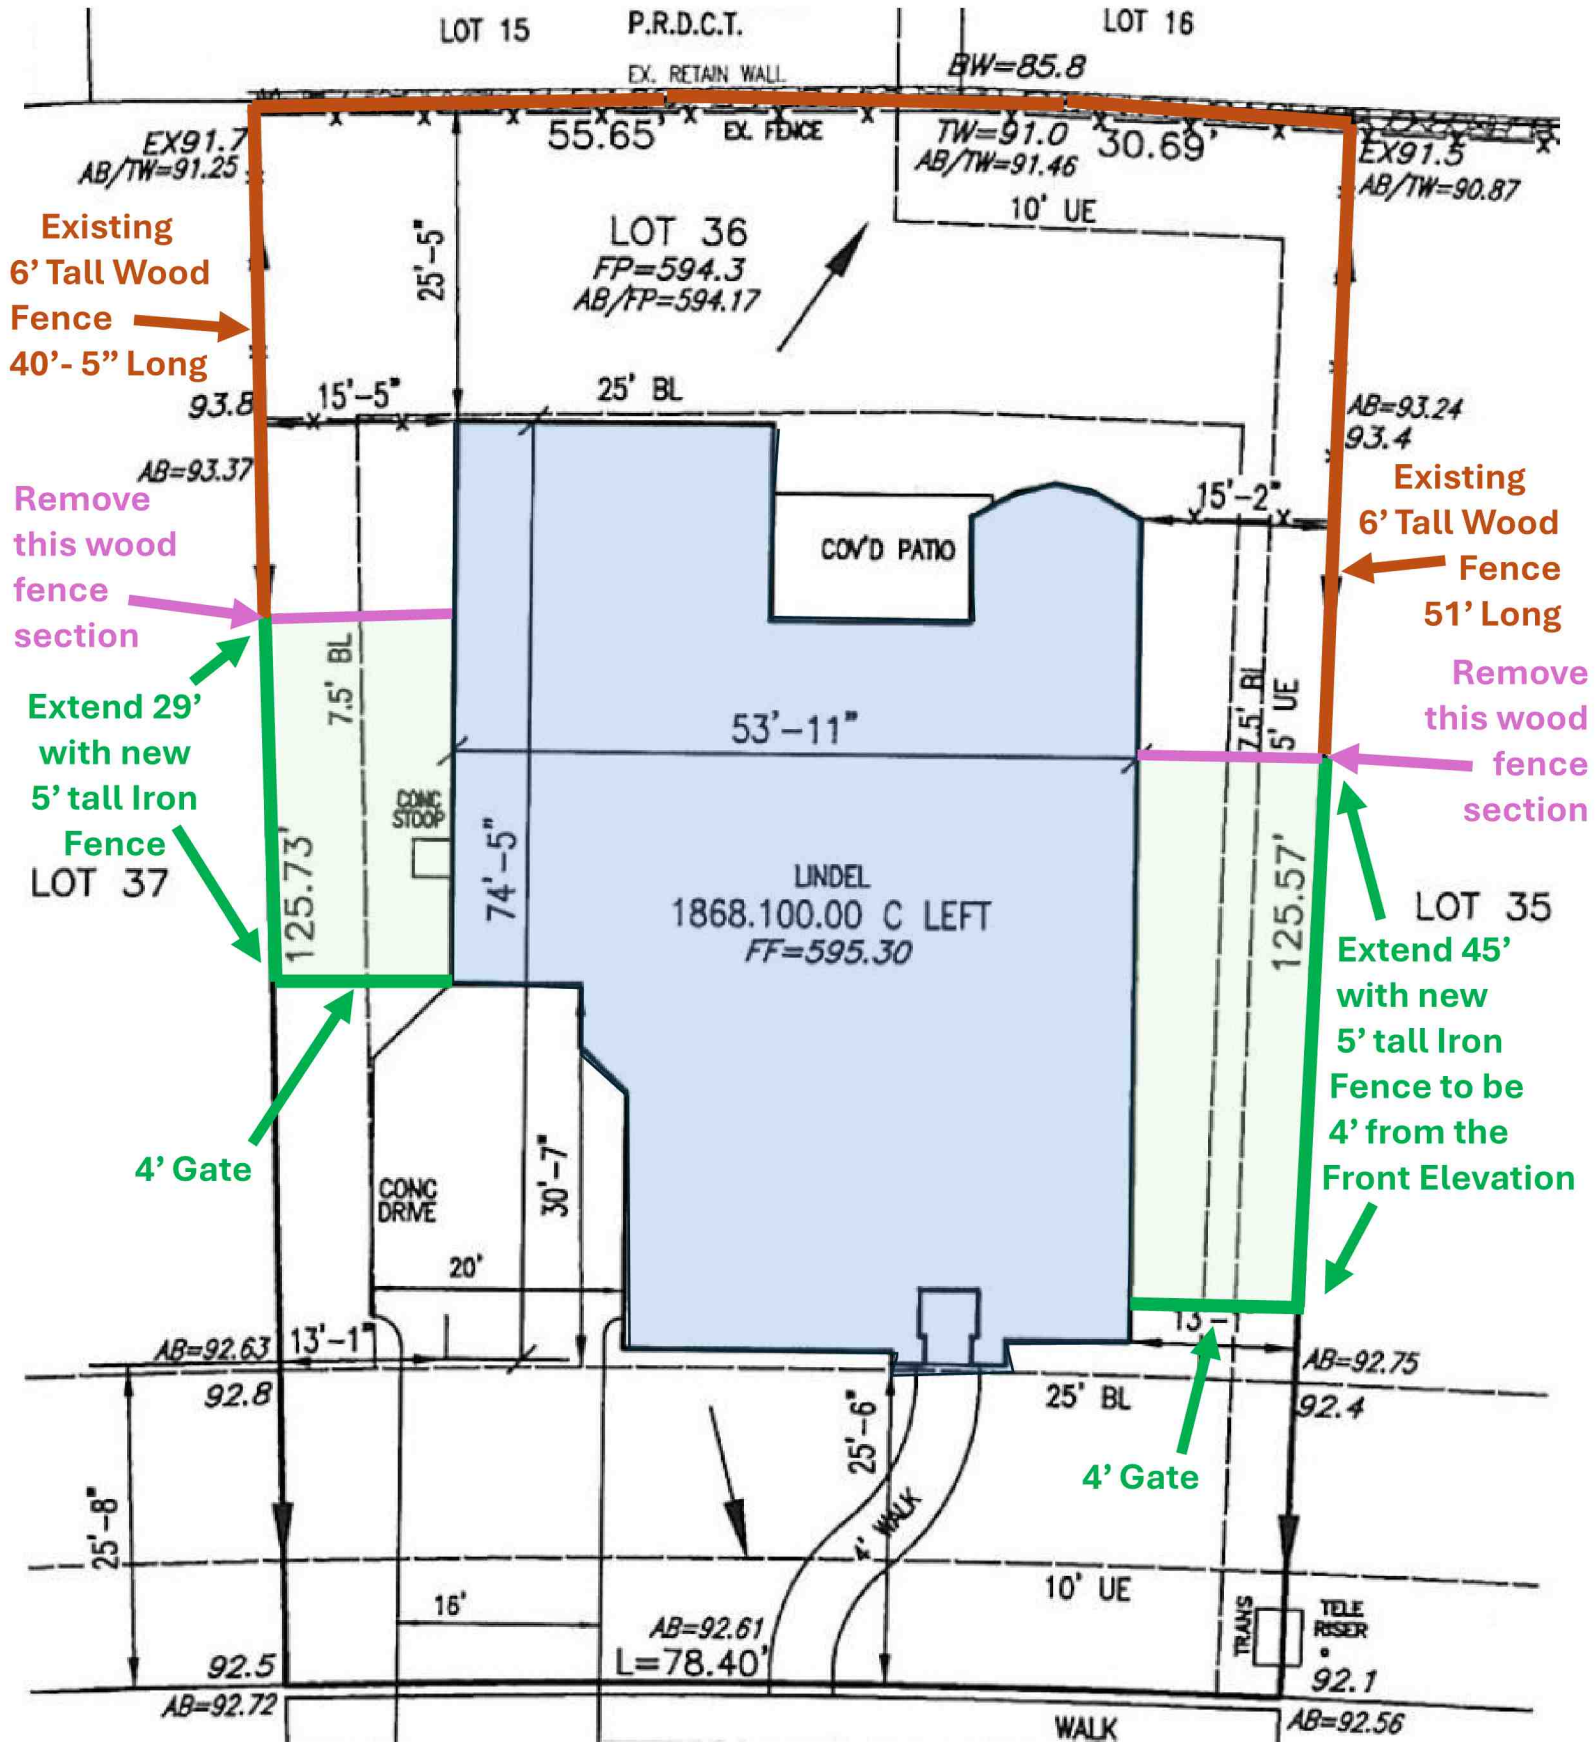 LOT 15
P.R.D.C.T.
LOT 16
EX. RETAIN WALL
BW=85.8
EX91.7
AB/TW=91.25
55.65'
EX. FENCE
TW=91.0
AB/TW=91.46
30.69'
EX91.5
AB/TW=90.87
10' UE
Existing
6’ Tall Wood
Fence
40’- 5” Long
25'-5"
LOT 36
FP=594.3
AB/FP=594.17
93.8
15'-5"
25' BL
AB=93.24
93.4
AB=93.37
Remove
this wood
fence
section
15'-2"
Existing
6’ Tall Wood
Fence
51’ Long
COV'D PATIO
7.5' BL
7.5' BL
5' UE
Remove
this wood
fence
section
Extend 29’
with new
5’ tall Iron
Fence
53'-11"
CONC
STOOP
125.73'
74'-5"
LOT 37
LINDEL
1868.100.00 C LEFT
FF=595.30
125.57'
LOT 35
Extend 45’
with new
5’ tall Iron
Fence to be
4’ from the
Front Elevation
4’ Gate
CONC
DRIVE
30'-7"
20'
13'-1"
13'-
AB=92.63
92.8
AB=92.75
92.4
25' BL
25'-6"
4’ Gate
25'-8"
4' WALK
10' UE
16'
AB=92.61
L=78.40'
TRANS
TELE
RISER
92.5
AB=92.72
92.1
AB=92.56
WALK